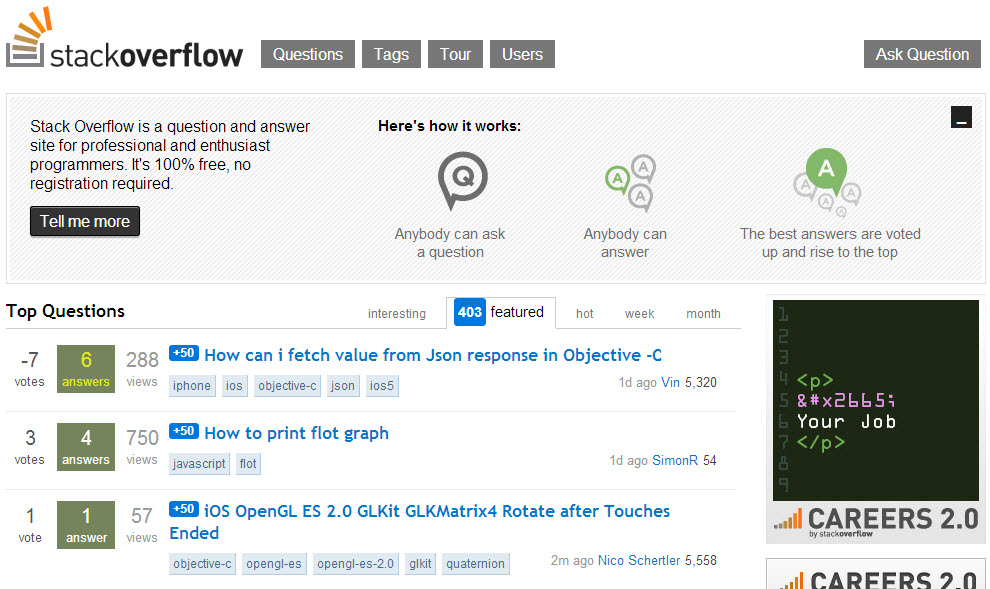 stackoverflow
Questions
Tags
Tour
Users
Ask Question
Stack Overflow is a question and answer
site for professional and enthusiast
programmers. It's 100% free, no
registration required.
Tell me more
Here's how it works:
Q
Anybody can ask
a question
A
A
A
Anybody can
answer
A
A
A
A
A
The best answers are voted
up and rise to the top
_
Top Questions
interesting
403 featured
hot
week
month
-7
votes
6
answers
288
views
+50 How can i fetch value from Json response in Objective -C
iphone ios objective-c json ios5
1d ago Vin 5,320
3
votes
4
answers
750
views
+50 How to print flot graph
javascript flot
1d ago SimonR 54
1
vote
1
answer
57
views
+50 iOS OpenGL ES 2.0 GLKit GLKMatrix4 Rotate after Touches
Ended
objective-c opengl-es opengl-es-2.0 glkit quaternion
2m ago Nico Schertler 5,558
1
2
3
4 <p>
5 &#x2665;
6 Your Job
7 </p>
8
9
CAREERS 2.0
by stackoverflow
CAREERS 2.0